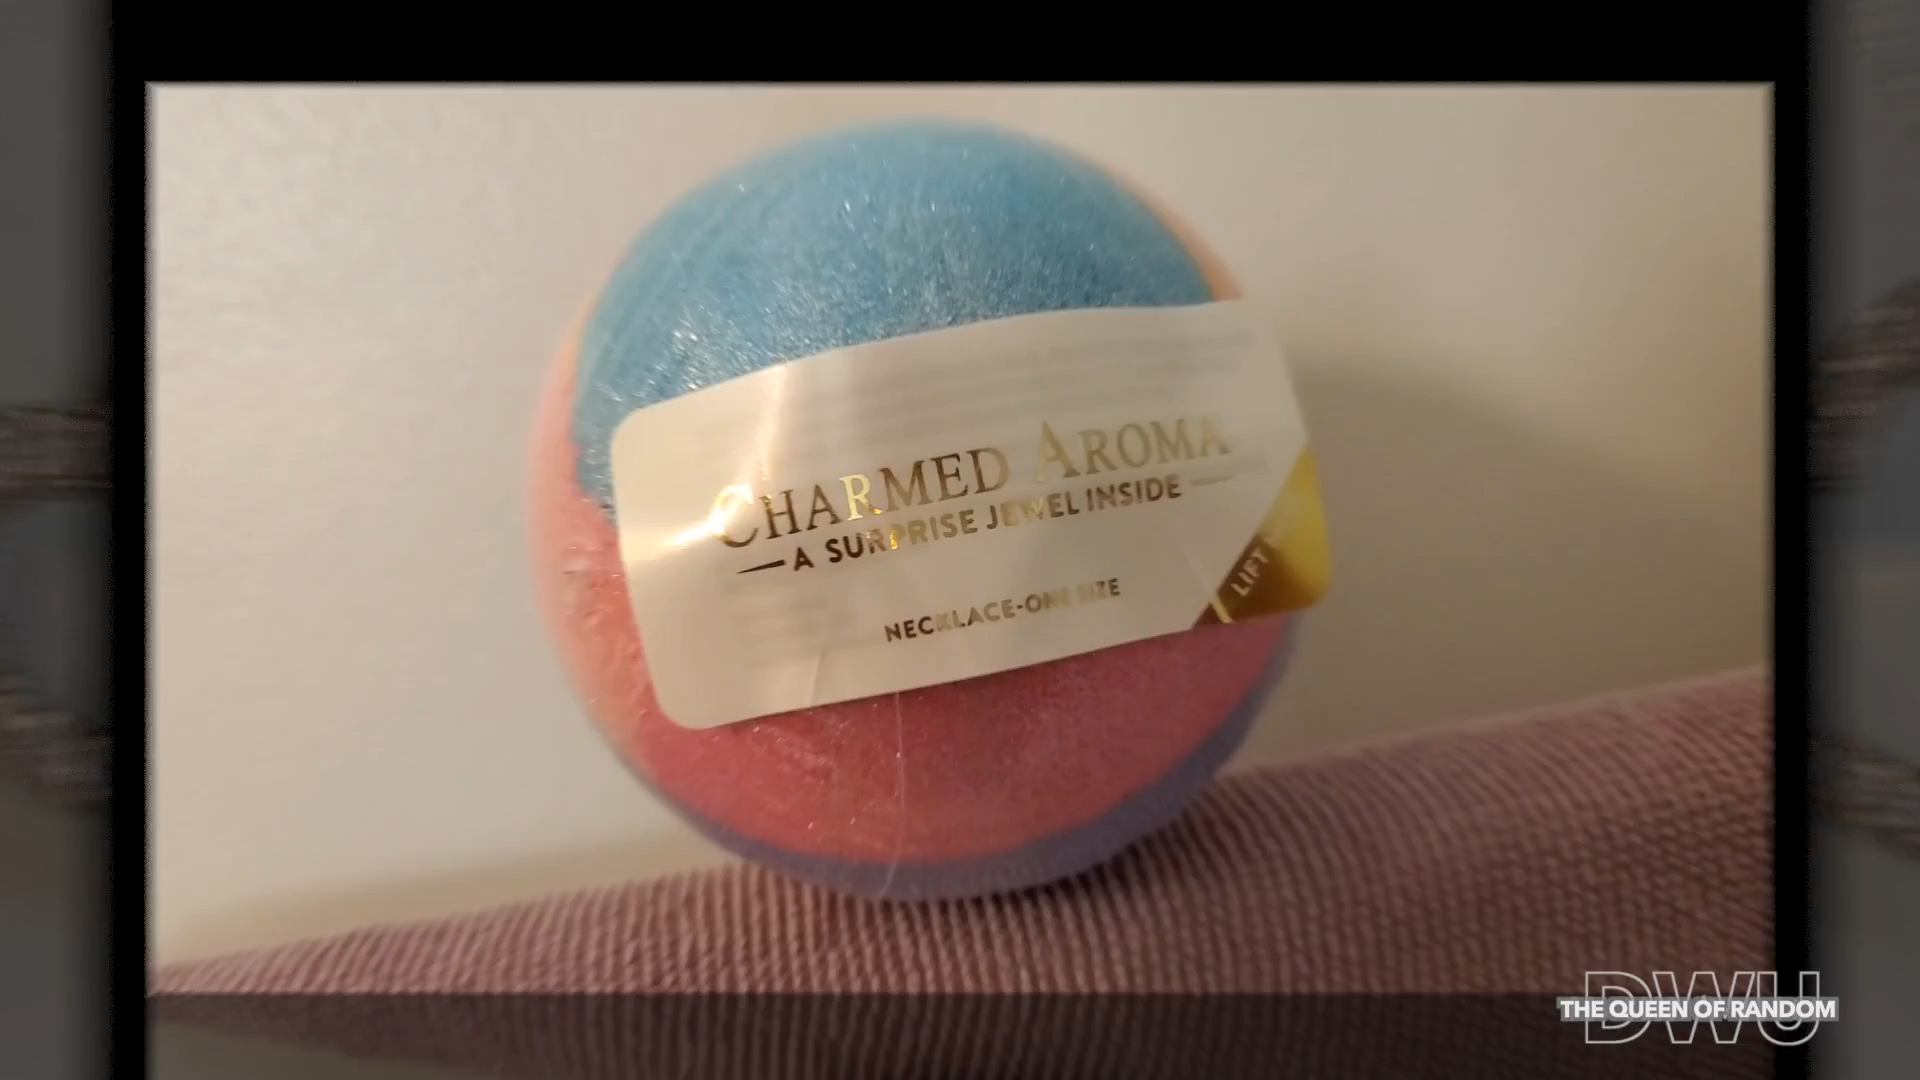 CHARMED AROMA
A SURPRISE JEWEL INSIDE
NECKLACE-ONE SIZE
LIFT
DWU
THE QUEEN OF RANDOM